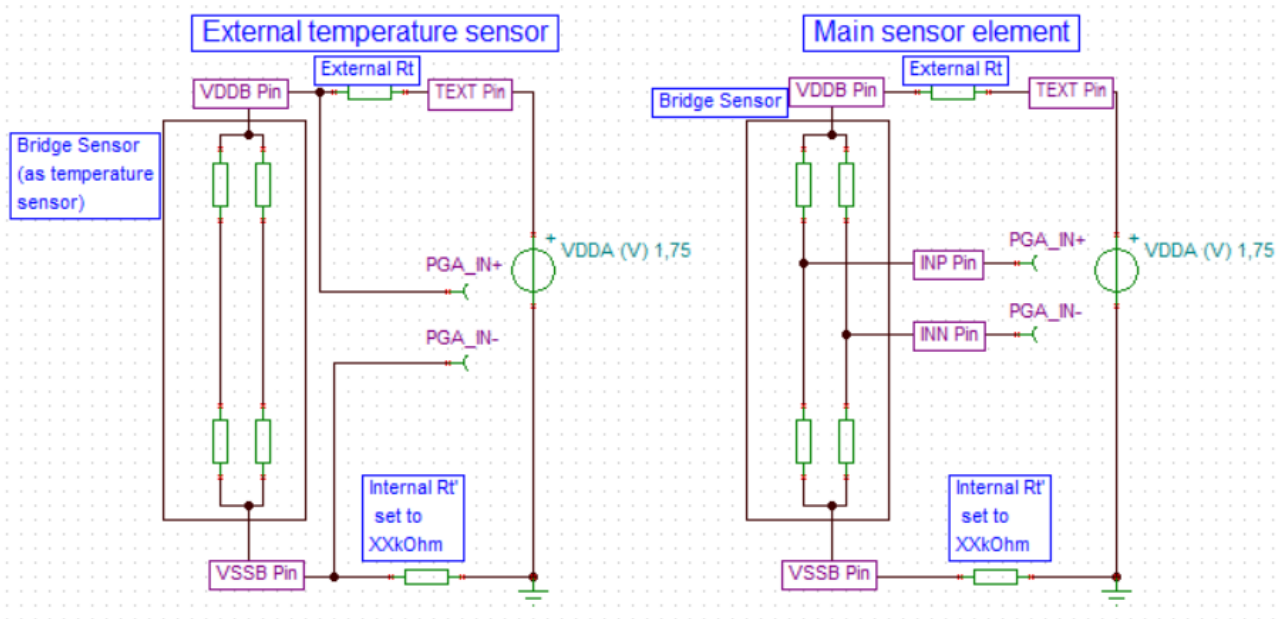 External temperature sensor
External Rt
VDDB Pin
TEXT Pin
Bridge Sensor
(as temperature
sensor)
PGA_IN+
+
VDDA (V) 1,75
PGA_IN-
Internal Rt'
set to
XXkOhm
VSSB Pin
Main sensor element
External Rt
Bridge Sensor
VDDB Pin
TEXT Pin
PGA_IN+
INP Pin
+
VDDA (V) 1,75
PGA_IN-
INN Pin
Internal Rt'
set to
XXkOhm
VSSB Pin